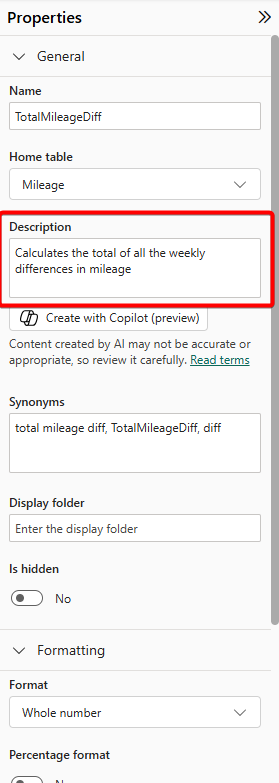 Properties
General
Name
TotalMileageDiff
Home table
Mileage
Description
Calculates the total of all the weekly
differences in mileage
Create with Copilot (preview)
Content created by AI may not be accurate or
appropriate, so review it carefully. Read terms
Synonyms
total mileage diff, TotalMileageDiff, diff
Display folder
Enter the display folder
Is hidden
No
Formatting
Format
Whole number
Percentage format